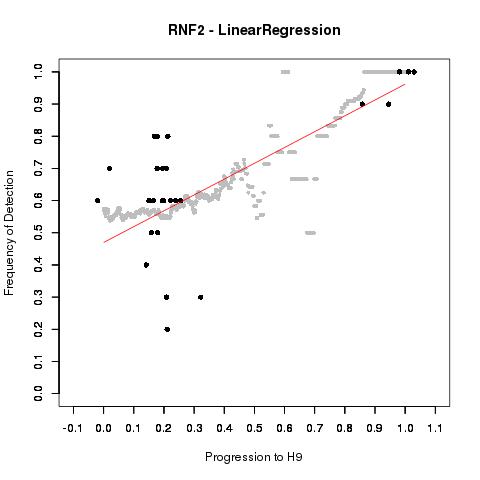 RNF2 - LinearRegression
Frequency of Detection
1.0
0.9
0.8
0.7
0.6
0.5
0.4
0.3
0.2
0.1
0.0
-0.1 0.0 0.1 0.2 0.3 0.4 0.5 0.6 0.7 0.8 0.9 1.0 1.1
Progression to H9